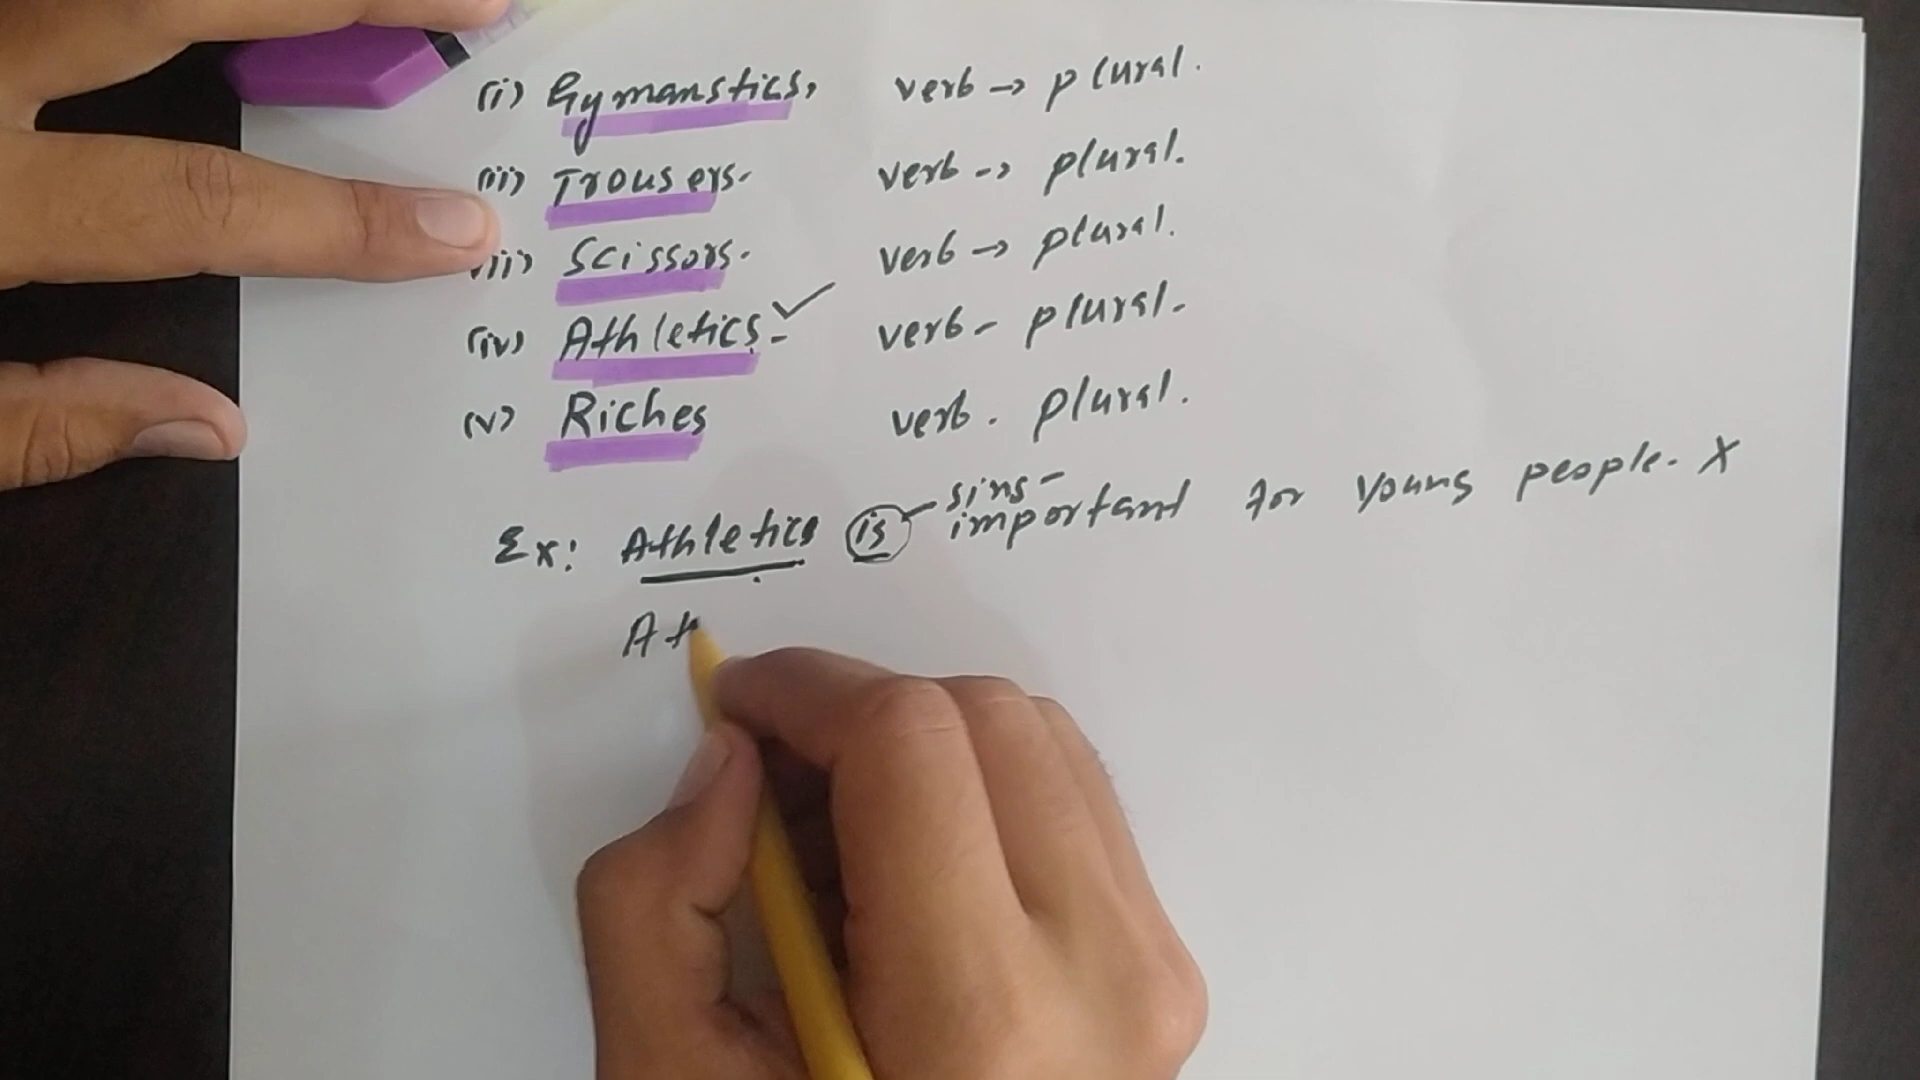 (i) Gymanstics, verb → plural.
(ii) Trousers. verb → plural.
(iii) Scissors. verb → plural.
(iv) Athletics - verb - plural.
(v) Riches verb. plural.
sing -
Ex: Athletics is important for young people. X
Ath